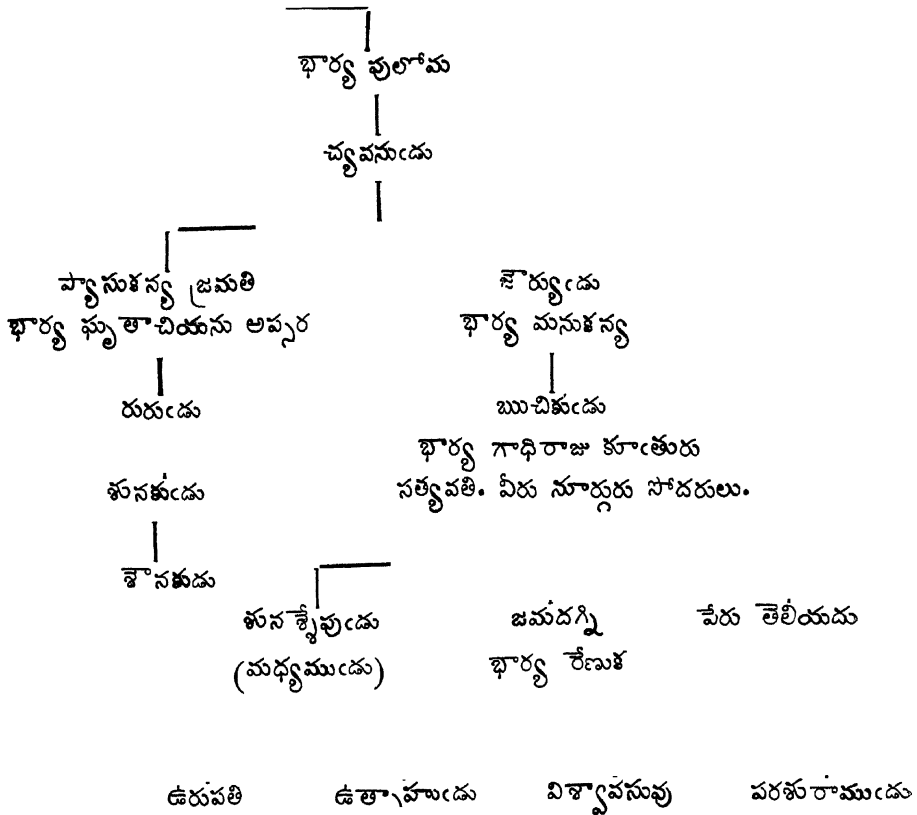 భార్య పులోమ
చ్యవనుఁడు
ప్యాసుకన్య ప్రమతి
భార్య ఘృతాచియను అప్సర
ఔర్యుఁడు
భార్య మనుకన్య
రురుఁడు
ఋచికుఁడు
భార్య గాధిరాజు కూఁతురు
సత్యవతి. వీరు నూర్గురు సోదరులు.
శునకుఁడు
శౌనకుడు
శునశ్శేపుఁడు
(మధ్యముఁడు)
జమదగ్ని
భార్య రేణుక
పేరు తెలియదు
ఉరుపతి
ఉత్సాహుఁడు
విశ్వావసువు
పరశురాముఁడు